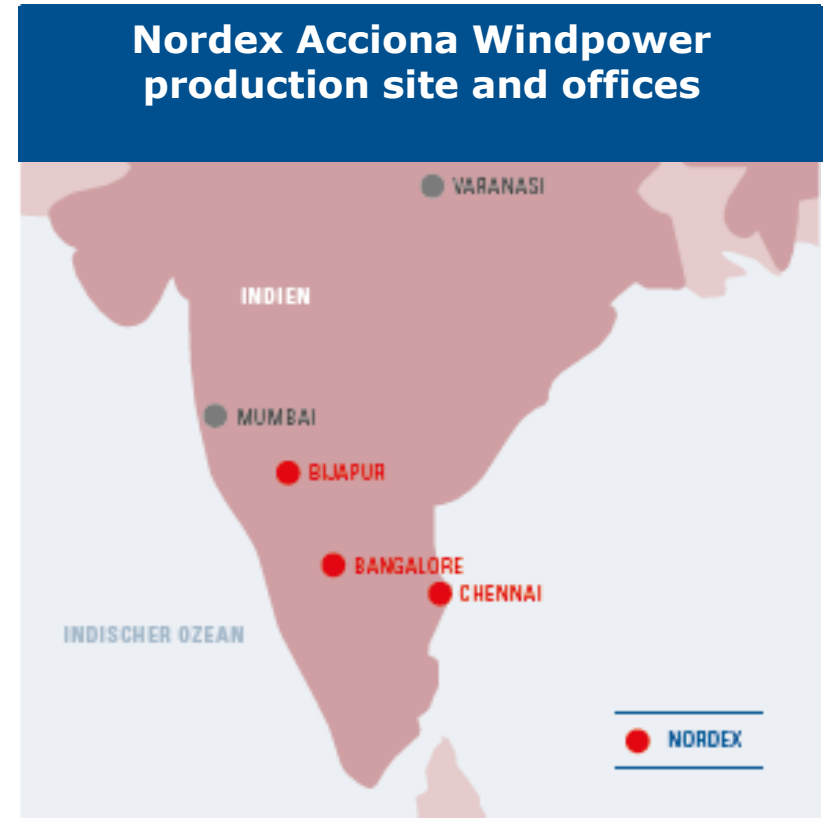 Nordex Acciona Windpower
production site and offices
VARANASI
INDIEN
MUMBAI
BIJAPUR
BANGALORE
CHENNAI
INDISCHER OZEAN
NORDEX